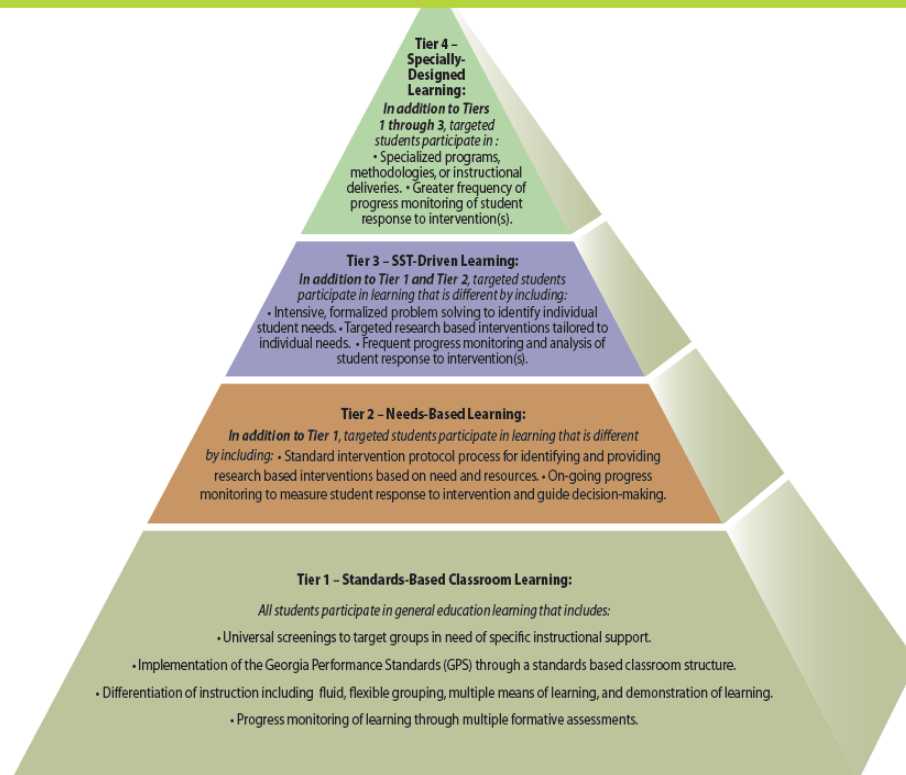 Tier 4 –
Specially-
Designed
Learning:
In addition to Tiers
1 through 3, targeted
students participate in :
• Specialized programs,
methodologies, or instructional
deliveries. • Greater frequency of
progress monitoring of student
response to intervention(s).
Tier 3 – SST-Driven Learning:
In addition to Tier 1 and Tier 2, targeted students
participate in learning that is different by including:
• Intensive, formalized problem solving to identify individual
student needs. • Targeted research based interventions tailored to
individual needs. • Frequent progress monitoring and analysis of
student response to intervention(s).
Tier 2 – Needs-Based Learning:
In addition to Tier 1, targeted students participate in learning that is different
by including: • Standard intervention protocol process for identifying and providing
research based interventions based on need and resources. • On-going progress
monitoring to measure student response to intervention and guide decision-making.
Tier 1 – Standards-Based Classroom Learning:
All students participate in general education learning that includes:
• Universal screenings to target groups in need of specific instructional support.
• Implementation of the Georgia Performance Standards (GPS) through a standards based classroom structure.
• Differentiation of instruction including fluid, flexible grouping, multiple means of learning, and demonstration of learning.
• Progress monitoring of learning through multiple formative assessments.